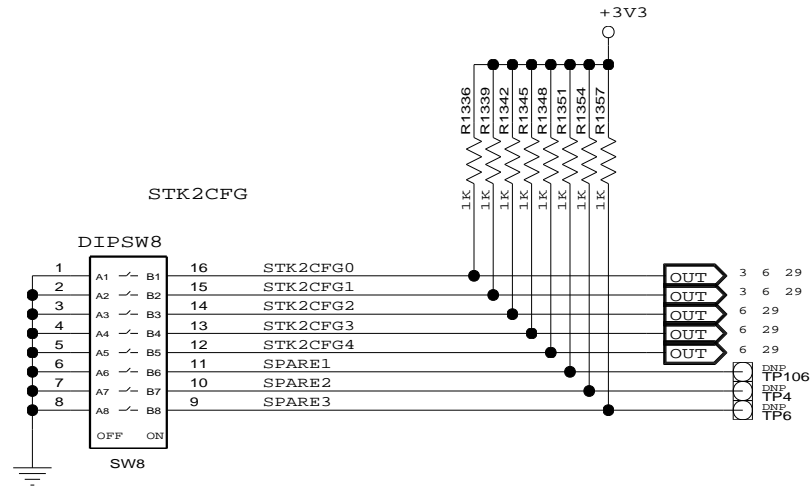 +3V3
R1336
R1339
R1342
R1345
R1348
R1351
R1354
R1357
1K 1K 1K 1K 1K 1K 1K 1K
STK2CFG
DIPSW8
1 A1 B1 16 STK2CFG0 OUT 3 6 29
2 A2 B2 15 STK2CFG1 OUT 3 6 29
3 A3 B3 14 STK2CFG2 OUT 6 29
4 A4 B4 13 STK2CFG3 OUT 6 29
5 A5 B5 12 STK2CFG4 OUT 6 29
6 A6 B6 11 SPARE1 DNP TP106
7 A7 B7 10 SPARE2 DNP TP4
8 A8 B8 9 SPARE3 DNP TP6
OFF ON
SW8